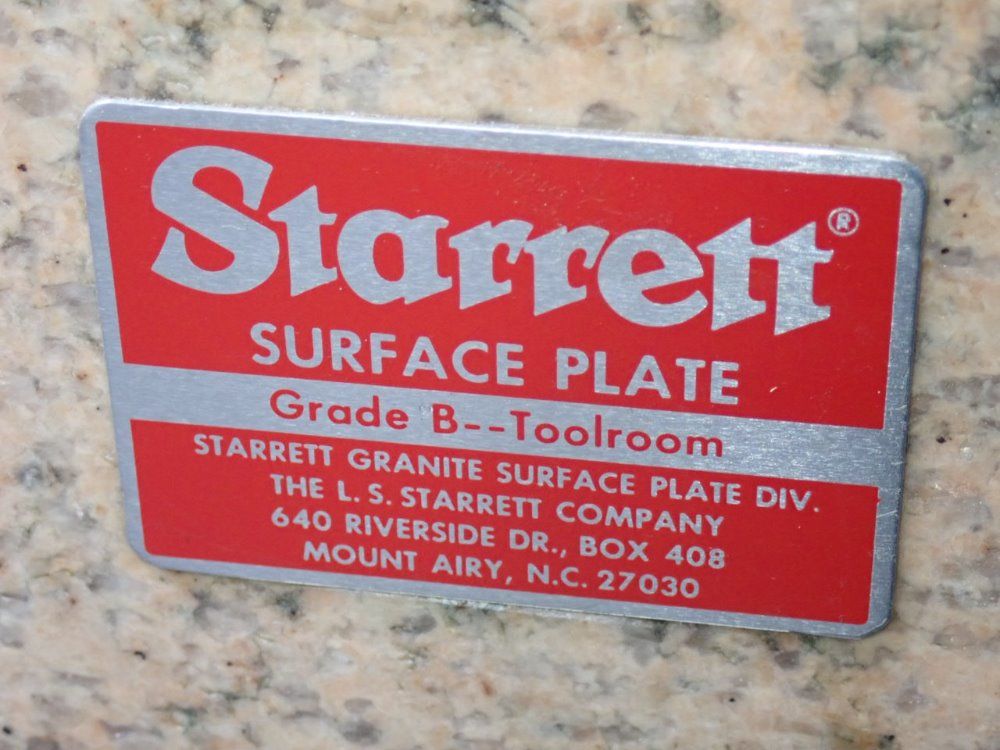 Starrett®
SURFACE PLATE
Grade B--Toolroom
STARRETT GRANITE SURFACE PLATE DIV.
THE L. S. STARRETT COMPANY
640 RIVERSIDE DR., BOX 408
MOUNT AIRY, N.C. 27030